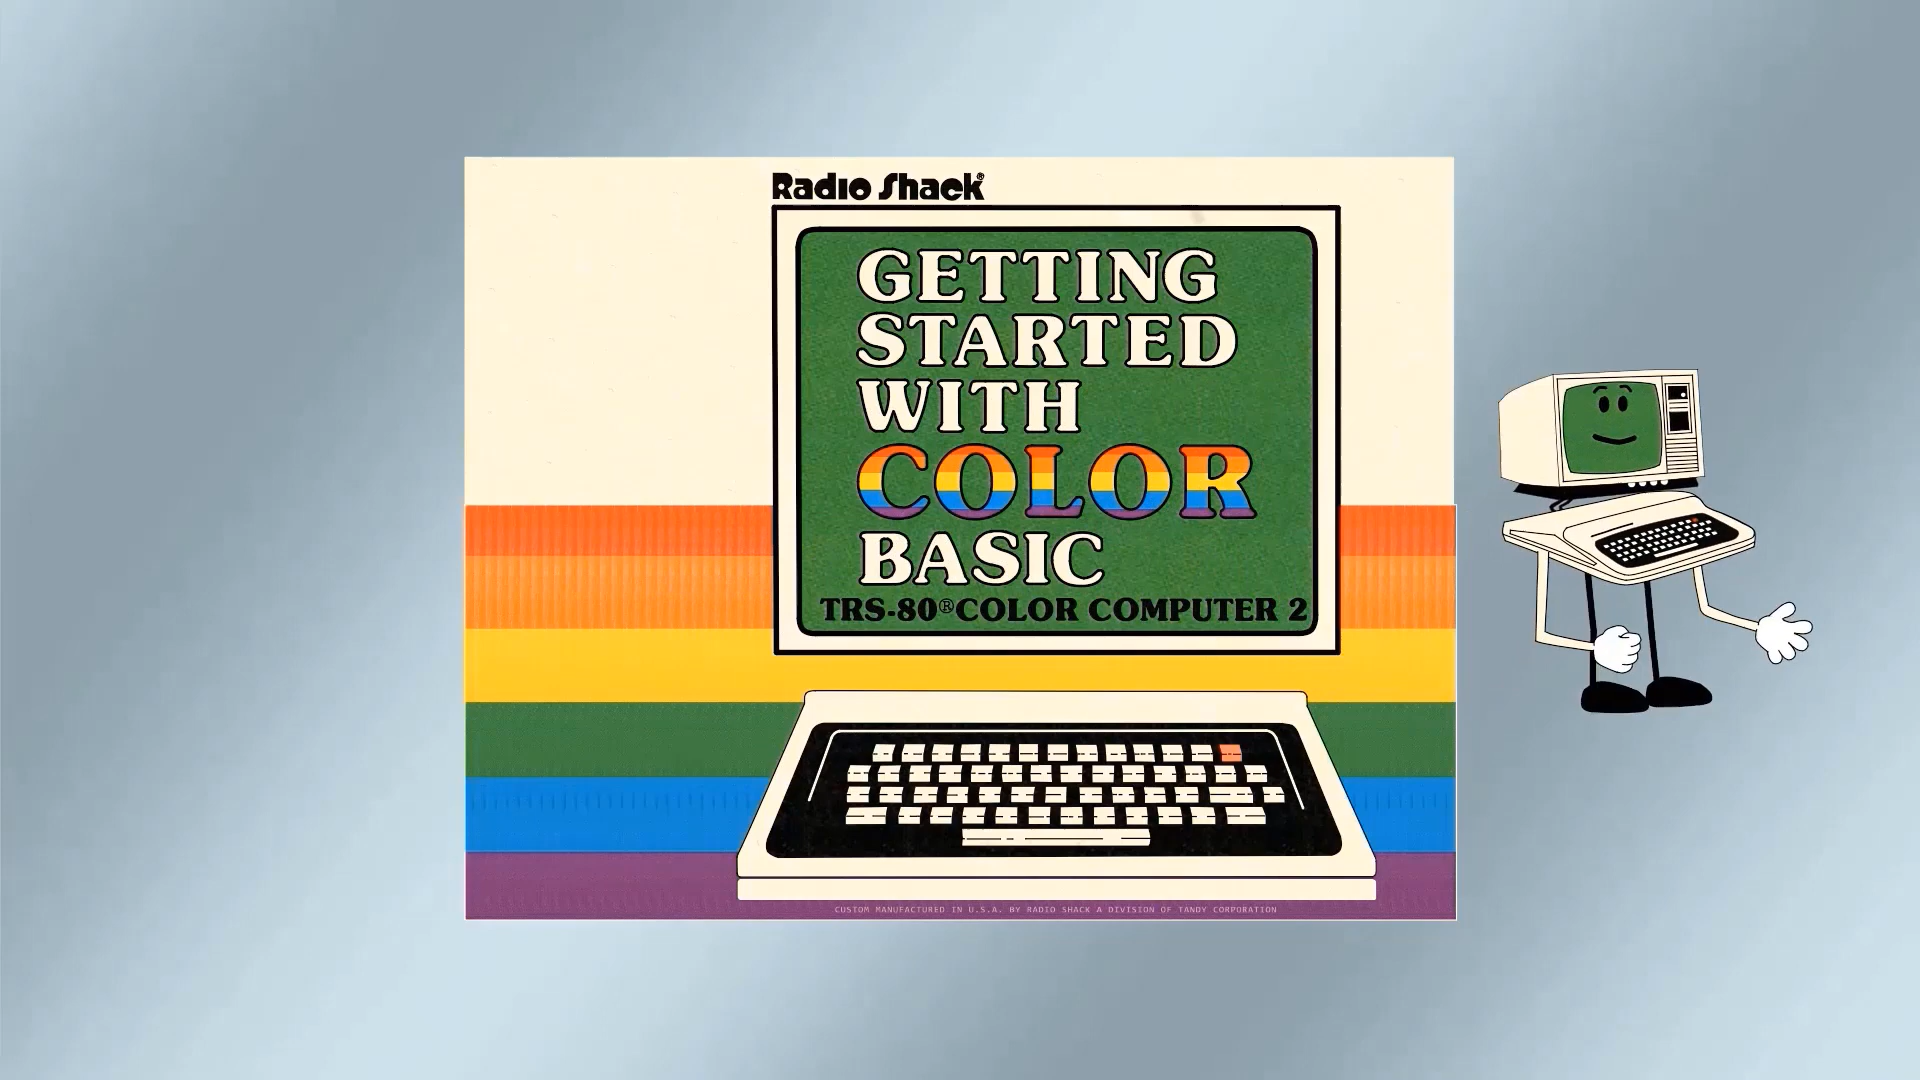 Radio Shack®
GETTING
STARTED
WITH
COLOR
BASIC
TRS-80® COLOR COMPUTER 2
CUSTOM MANUFACTURED IN U.S.A. BY RADIO SHACK A DIVISION OF TANDY CORPORATION